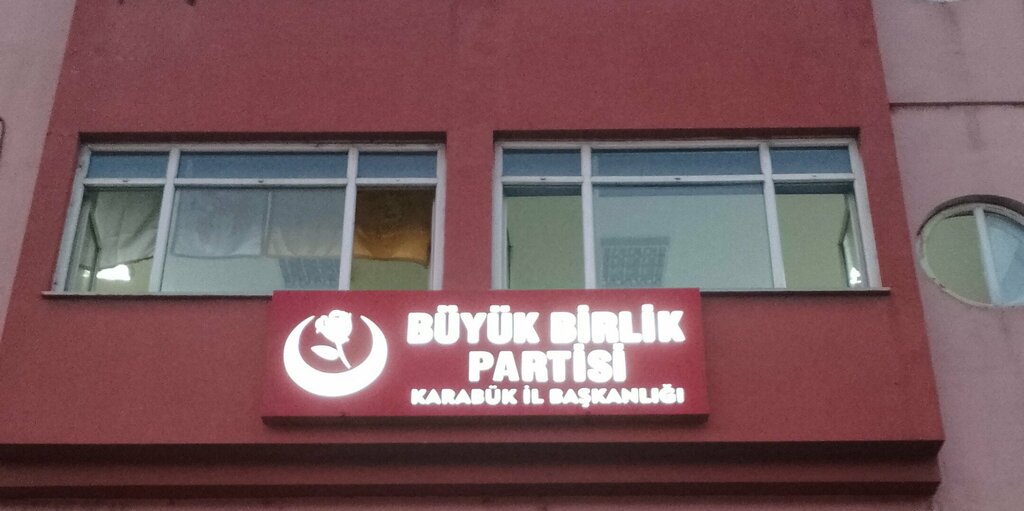 BÜYÜK BİRLİK
PARTİSİ
KARABÜK İL BAŞKANLIĞI